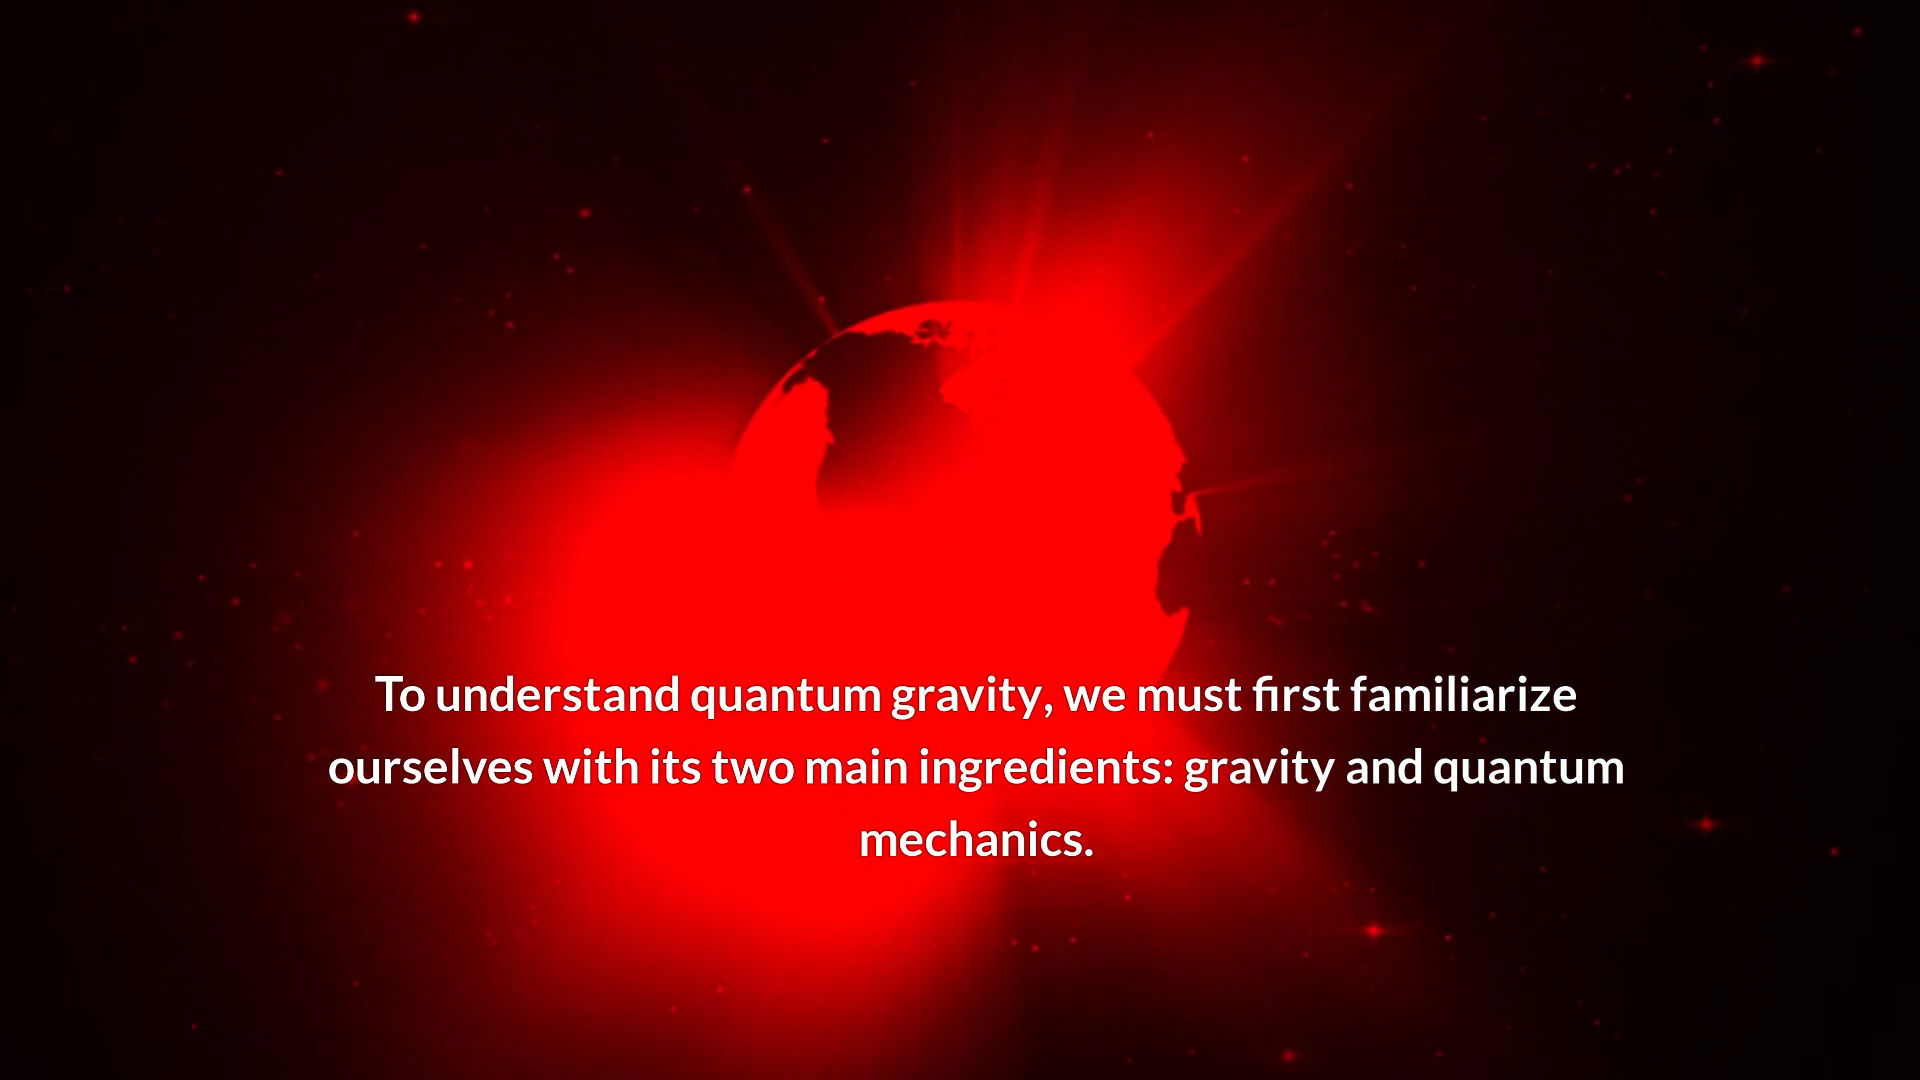 To understand quantum gravity, we must first familiarize
ourselves with its two main ingredients: gravity and quantum
mechanics.